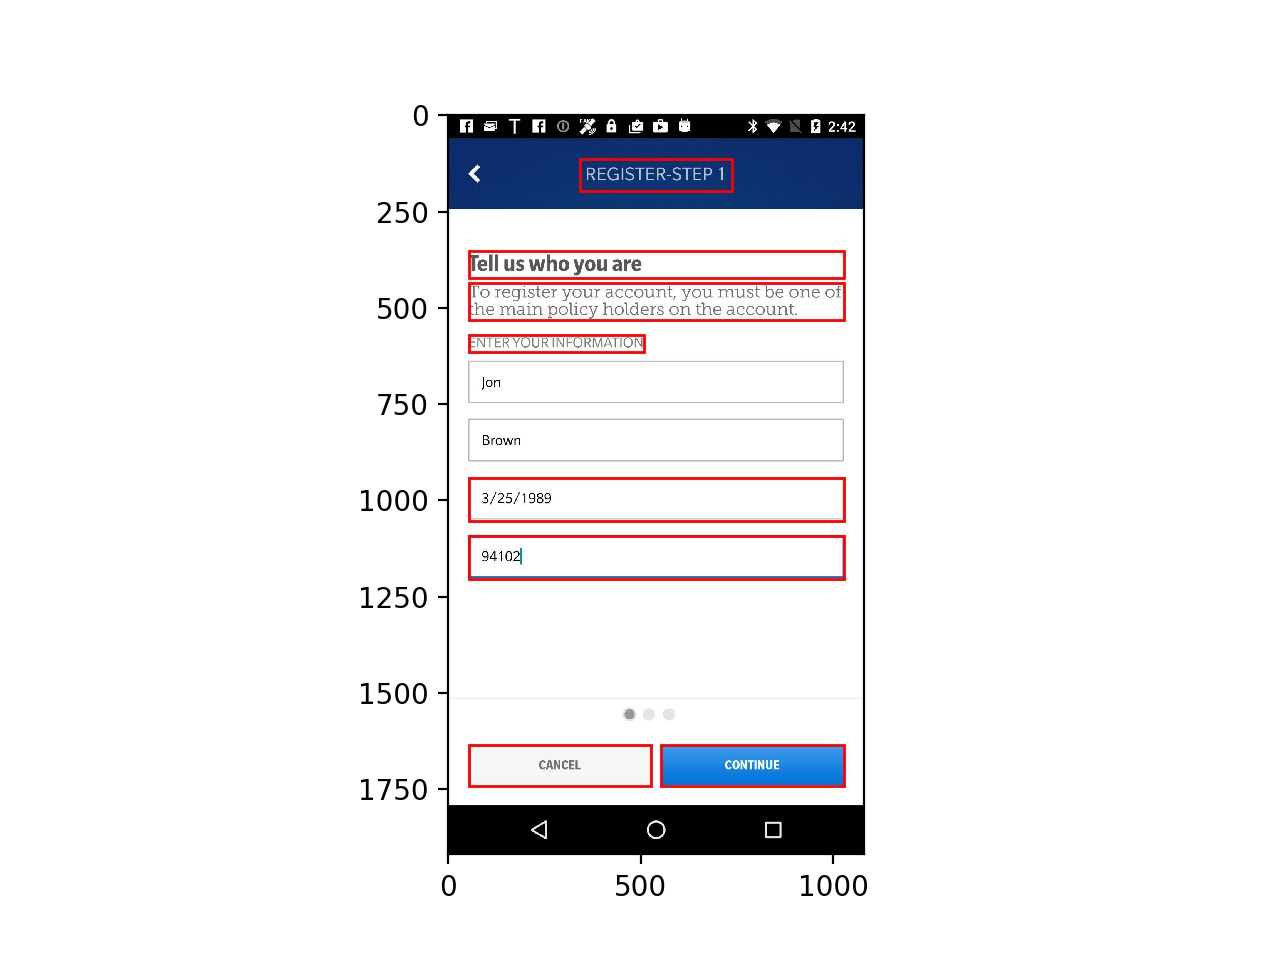 2:42
REGISTER-STEP 1
Tell us who you are
To register your account, you must be one of
the main policy holders on the account.
ENTER YOUR INFORMATION
Jon
Brown
3/25/1989
94102
CANCEL CONTINUE
0
250
500
750
1000
1250
1500
1750
0 500 1000